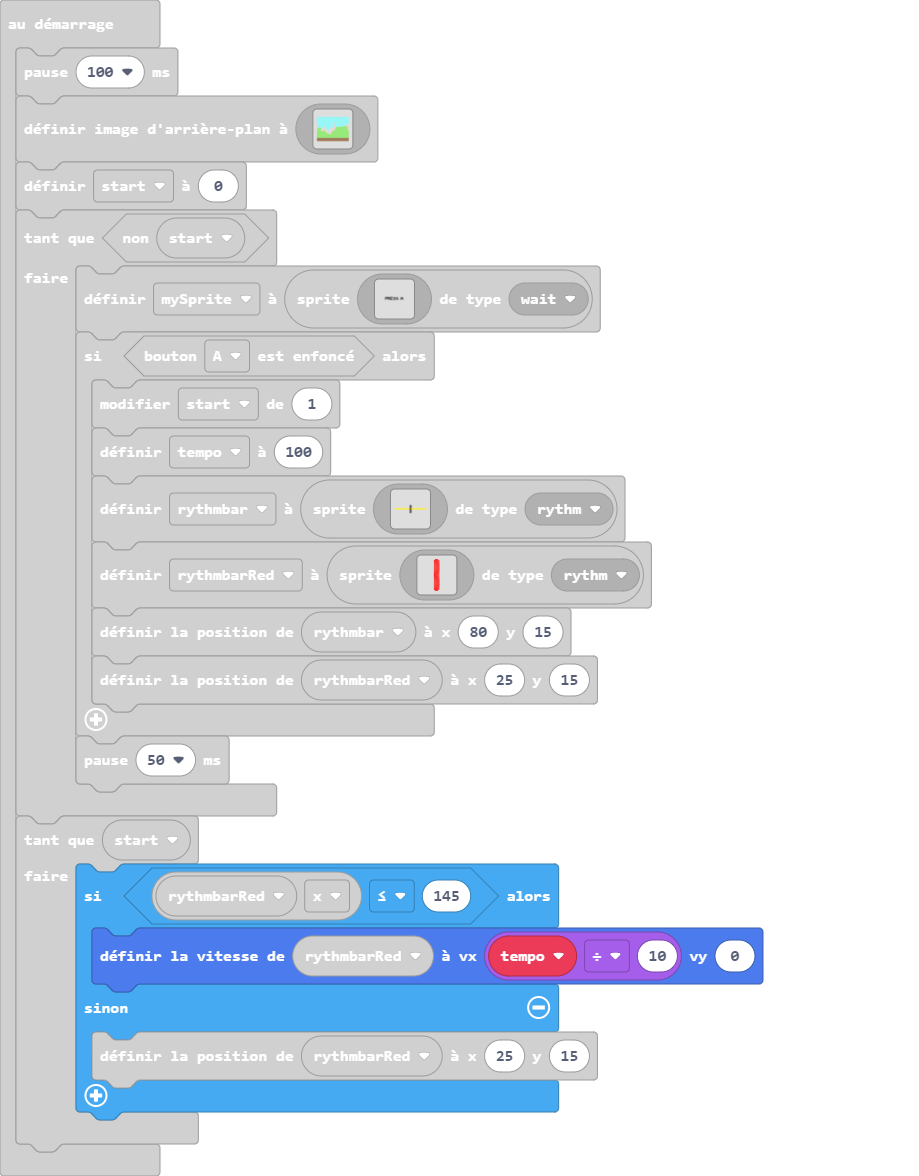 au démarrage
pause 100 ms
définir image d'arrière-plan à
définir start à 0
tant que non start
faire
définir mySprite à sprite PRESS A de type wait
si bouton A est enfoncé alors
modifier start de 1
définir tempo à 100
définir rythmbar à sprite de type rythm
définir rythmbarRed à sprite de type rythm
définir la position de rythmbar à x 80 y 15
définir la position de rythmbarRed à x 25 y 15
pause 50 ms
tant que start
faire
si rythmbarRed x ≤ 145 alors
définir la vitesse de rythmbarRed à vx tempo ÷ 10 vy 0
sinon
définir la position de rythmbarRed à x 25 y 15